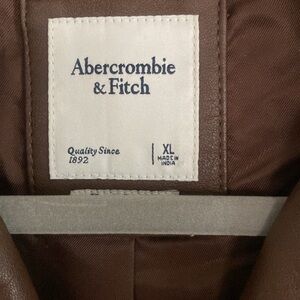 Abercrombie
& Fitch
Quality Since
1892
XL
MADE IN
INDIA